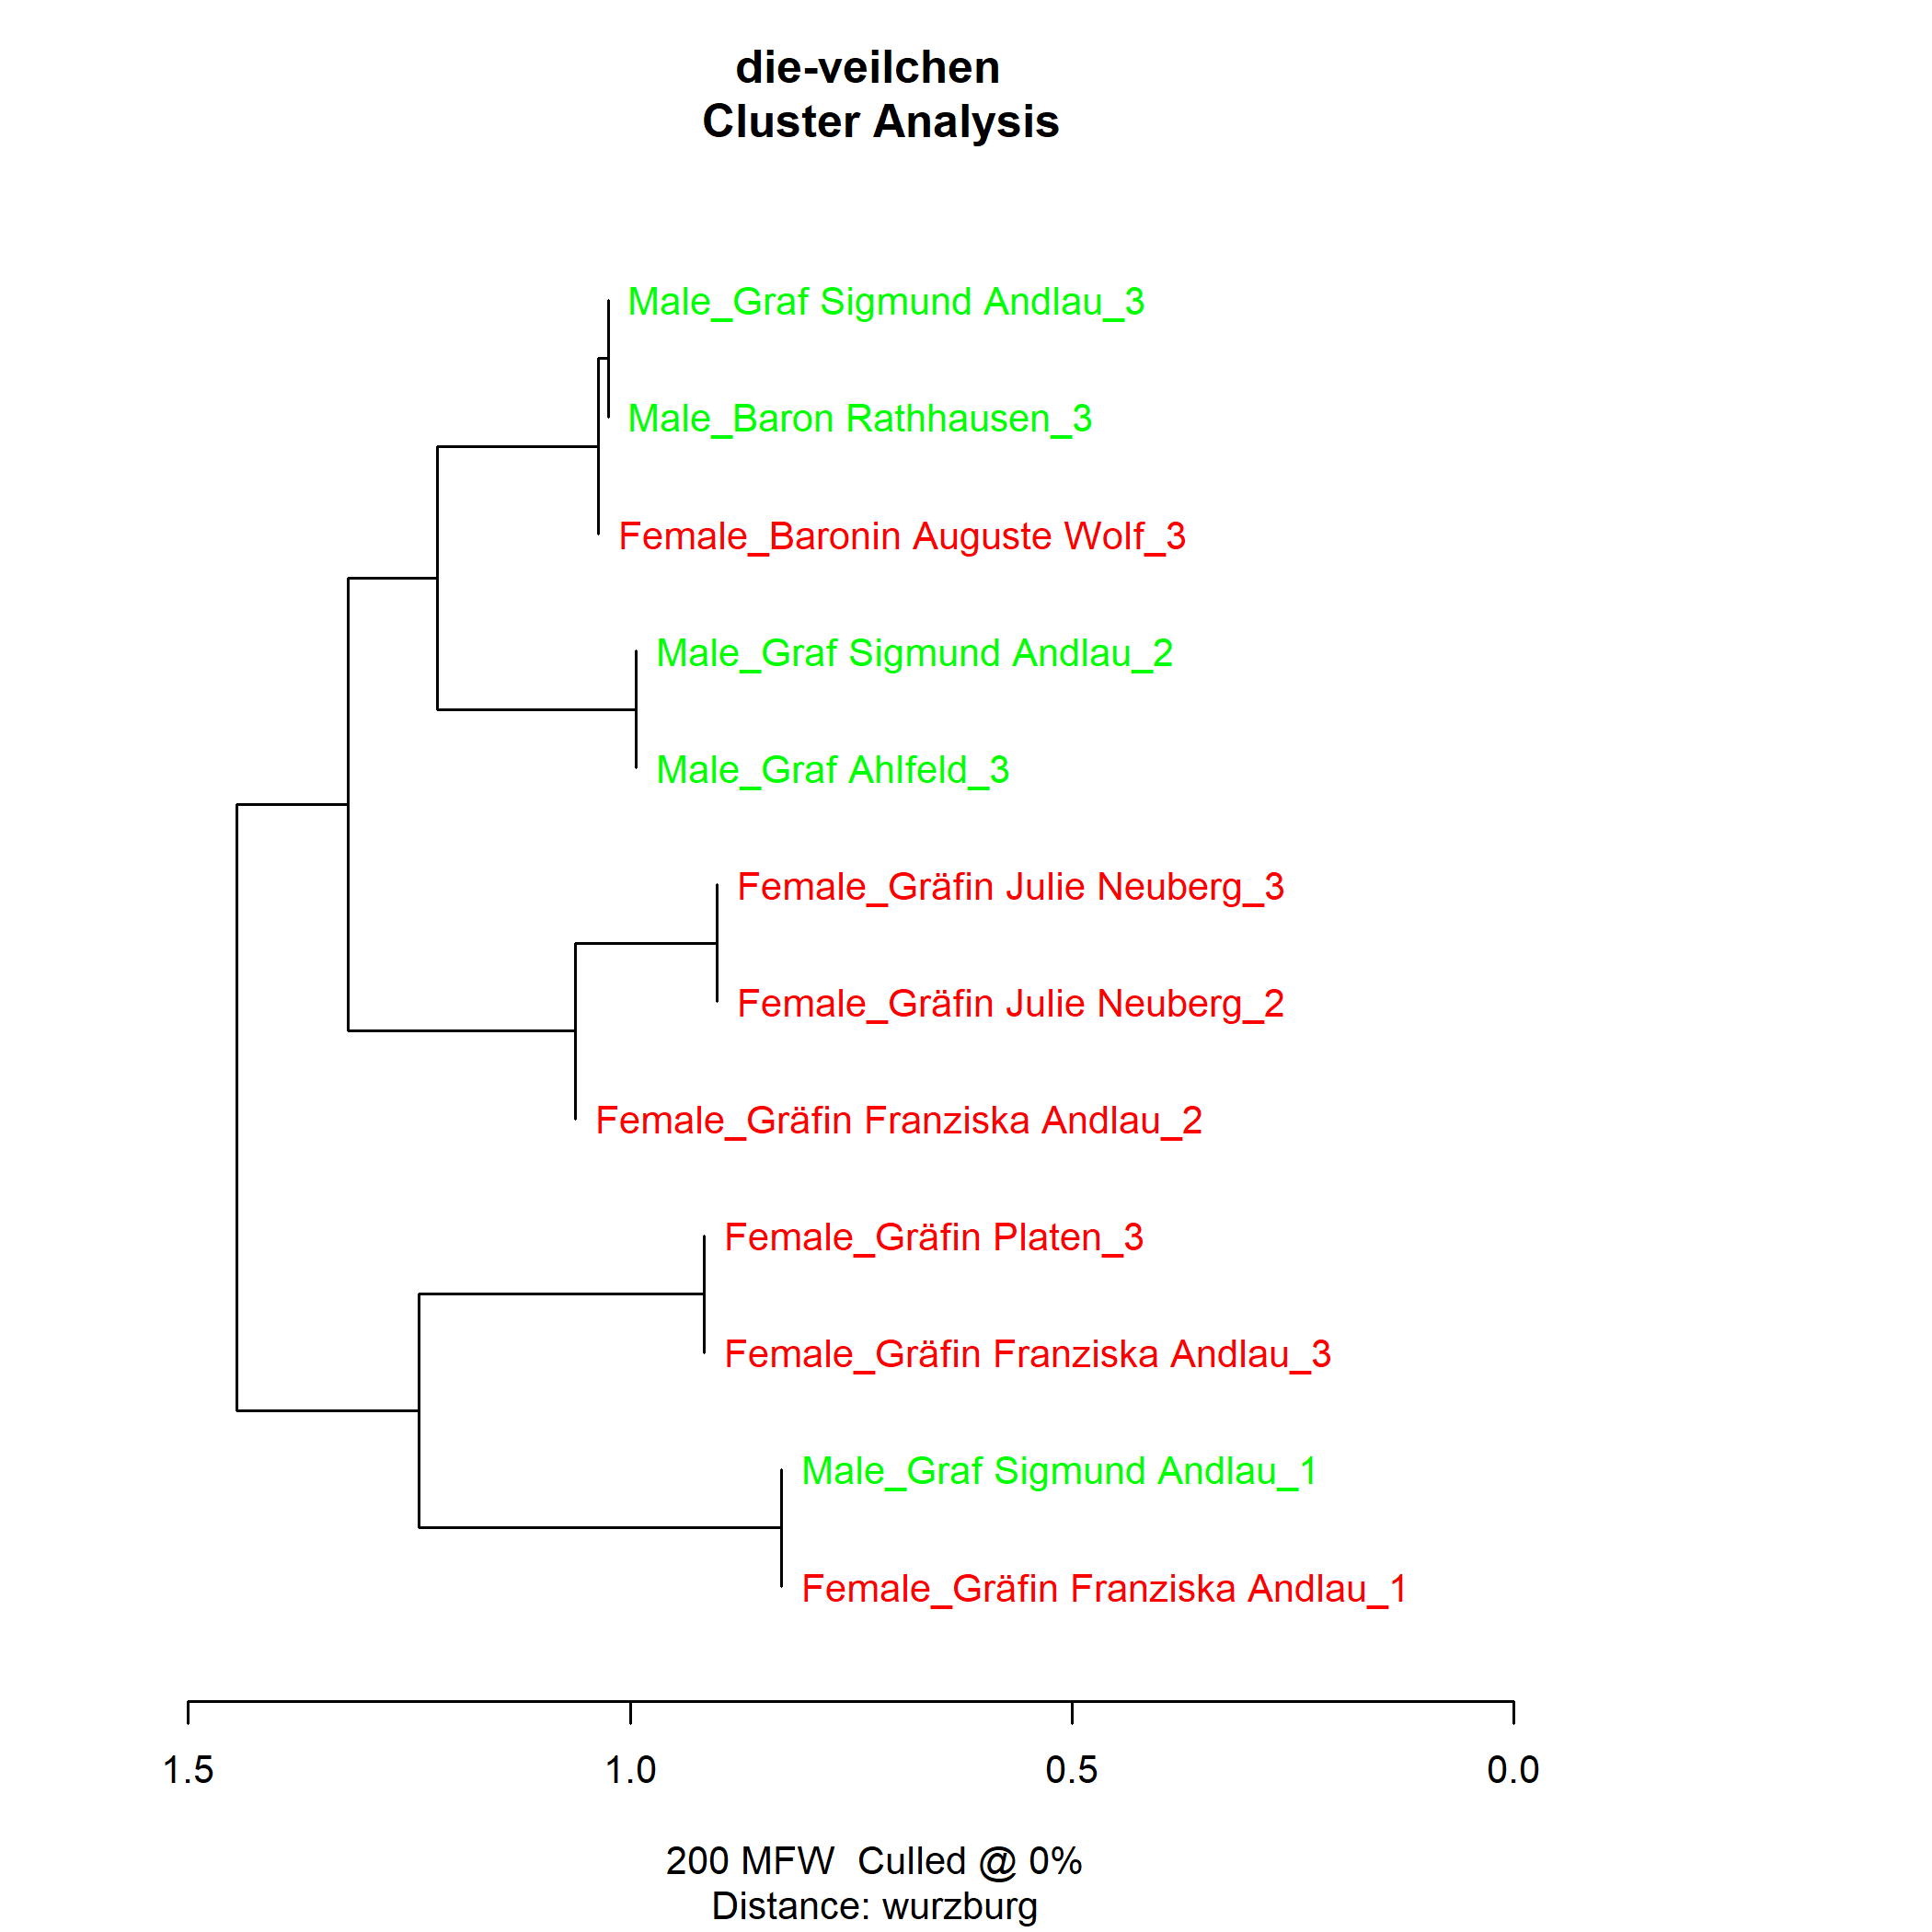 die-veilchen
Cluster Analysis
Male_Graf Sigmund Andlau_3
Male_Baron Rathhausen_3
Female_Baronin Auguste Wolf_3
Male_Graf Sigmund Andlau_2
Male_Graf Ahlfeld_3
Female_Gräfin Julie Neuberg_3
Female_Gräfin Julie Neuberg_2
Female_Gräfin Franziska Andlau_2
Female_Gräfin Platen_3
Female_Gräfin Franziska Andlau_3
Male_Graf Sigmund Andlau_1
Female_Gräfin Franziska Andlau_1
1.5 1.0 0.5 0.0
200 MFW  Culled @ 0%
Distance: wurzburg